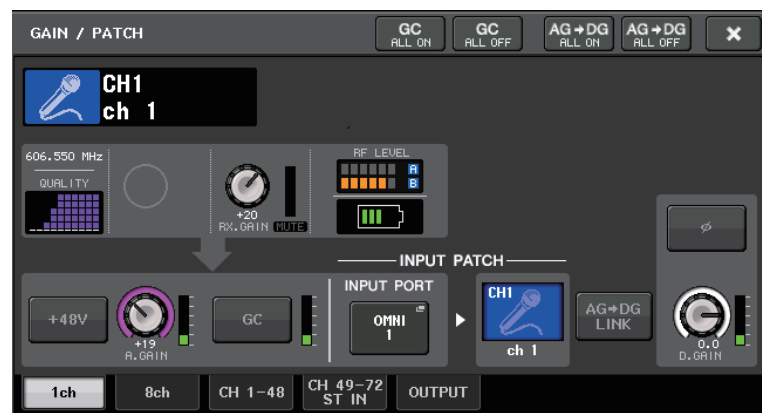 GAIN / PATCH
GC ALL ON
GC ALL OFF
AG→DG ALL ON
AG→DG ALL OFF
CH1
ch 1
606.550 MHz
QUALITY
+20
RX.GAIN MUTE
RF LEVEL
A
B
INPUT PATCH
+48V
+19
A.GAIN
GC
INPUT PORT
OMNI
1
CH1
ch 1
AG→DG
LINK
ø
0.0
D.GAIN
1ch
8ch
CH 1-48
CH 49-72
ST IN
OUTPUT